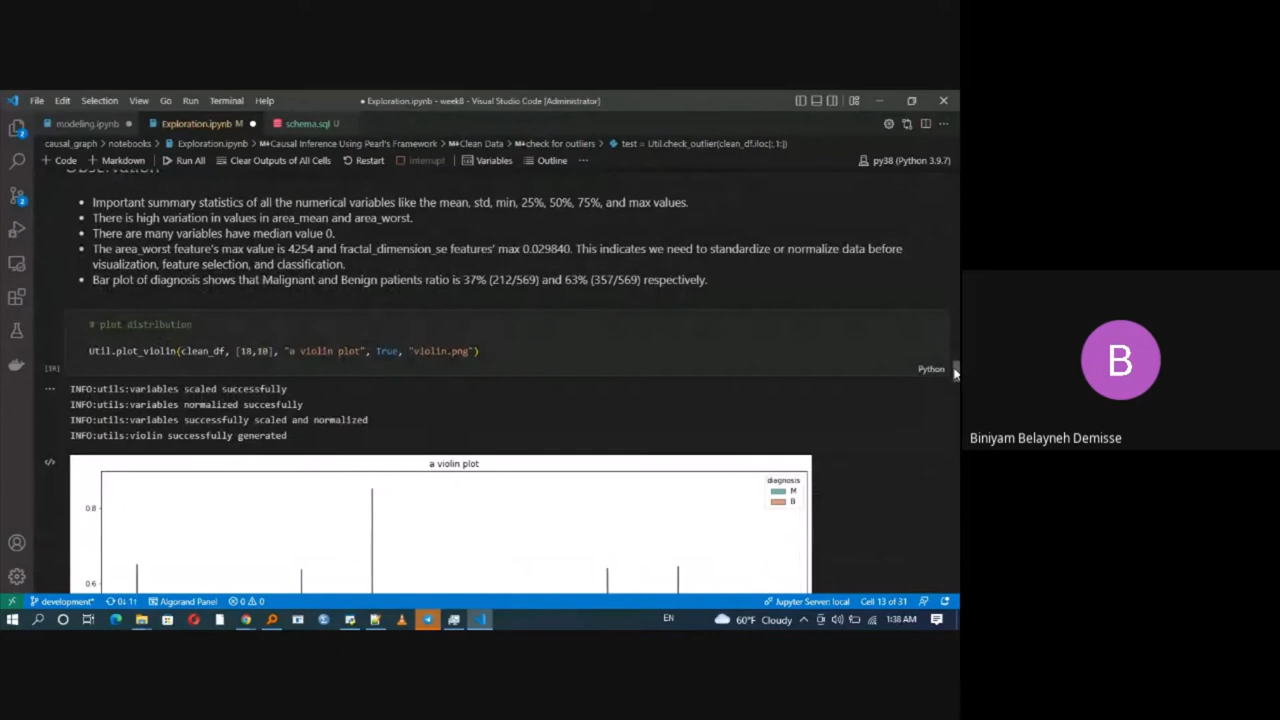 File Edit Selection View Go Run Terminal Help
● Exploration.ipynb - week8 - Visual Studio Code [Administrator]
modeling.ipynb ● Exploration.ipynb M ● schema.sql U
causal_graph > notebooks > Exploration.ipynb > M↓Causal Inference Using Pearl's Framework > M↓Clean Data > M↓check for outliers > test = Util.check_outlier(clean_df.iloc[:,1:])
+ Code + Markdown Run All Clear Outputs of All Cells Restart Interrupt Variables Outline ··· py38 (Python 3.9.7)
Observation
• Important summary statistics of all the numerical variables like the mean, std, min, 25%, 50%, 75%, and max values.
• There is high variation in values in area_mean and area_worst.
• There are many variables have median value 0.
• The area_worst feature's max value is 4254 and fractal_dimension_se features' max 0.029840. This indicates we need to standardize or normalize data before
visualization, feature selection, and classification.
• Bar plot of diagnosis shows that Malignant and Benign patients ratio is 37% (212/569) and 63% (357/569) respectively.
# plot distribution
Util.plot_violin(clean_df, [18,10], "a violin plot", True, "violin.png")
Python
INFO:utils:variables scaled successfully
INFO:utils:variables normalized succesfully
INFO:utils:variables successfully scaled and normalized
INFO:utils:violin successfully generated
a violin plot
diagnosis
M
B
0.8
0.6
B
Biniyam Belayneh Demisse
development* 0↓ 1↑ Algorand Panel 0 0 Jupyter Server: local Cell 13 of 31
EN 60°F Cloudy 1:38 AM